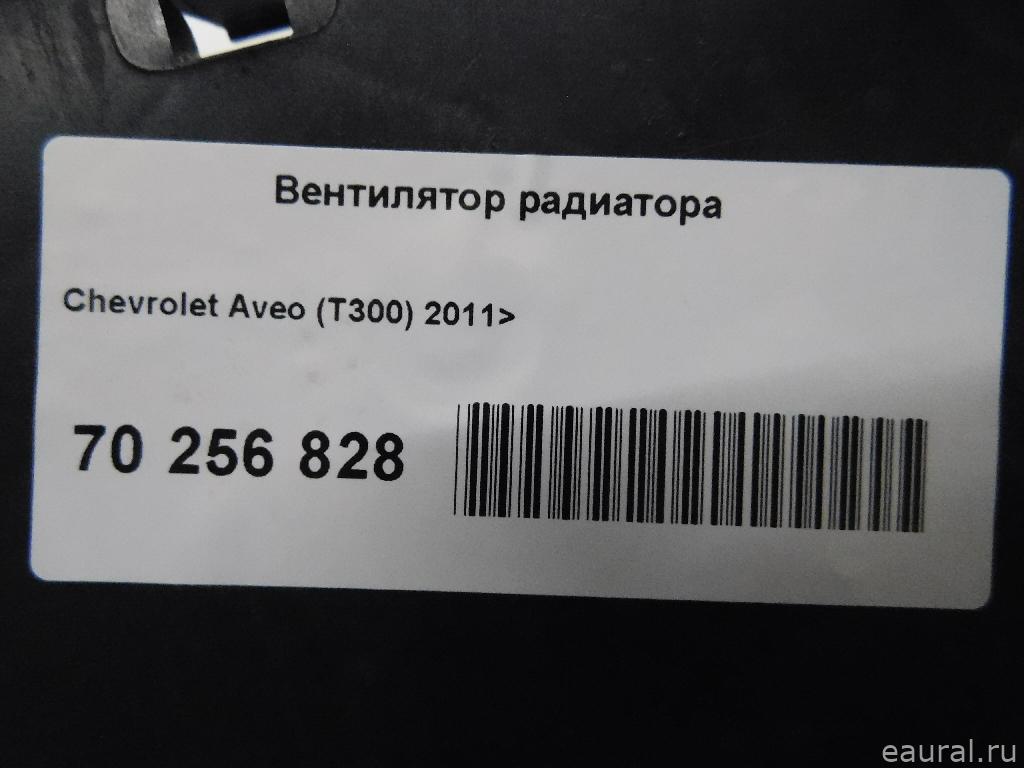 Вентилятор радиатора
Chevrolet Aveo (T300) 2011>
70 256 828
eaural.ru